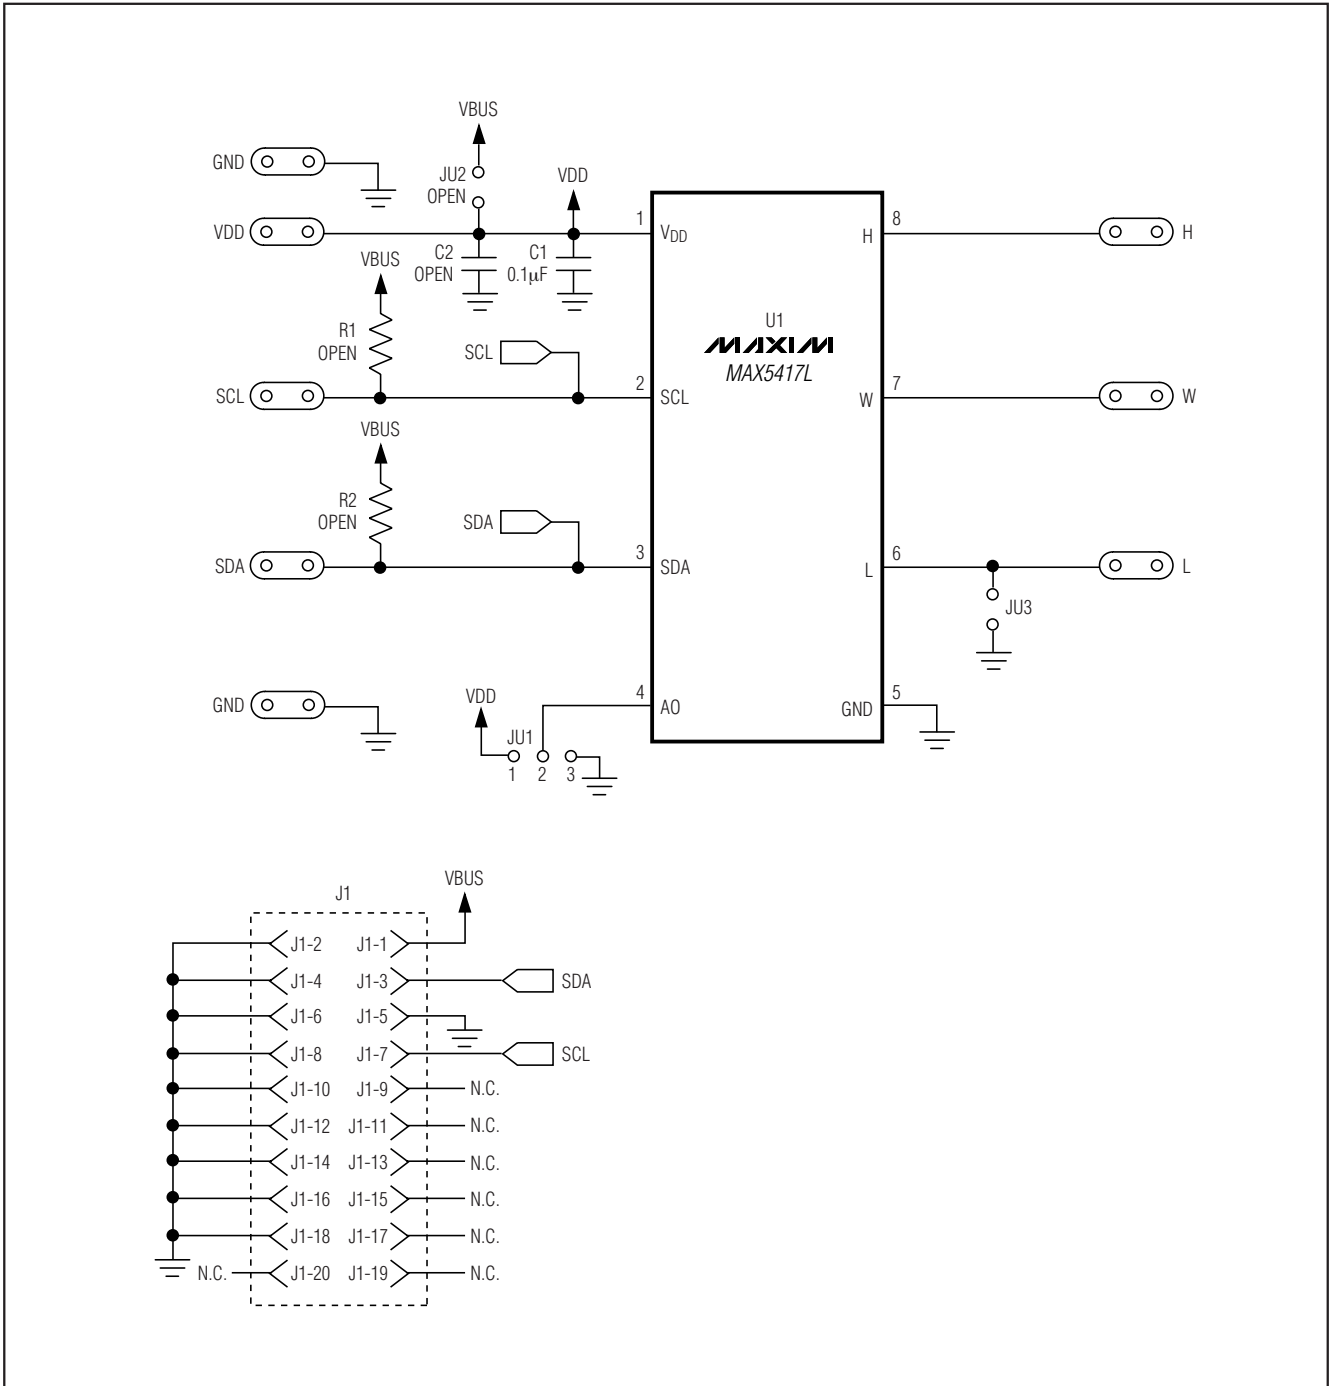 VBUS
GND
JU2
OPEN
VDD
VDD
1
VDD
H
8
H
C2
OPEN
C1
0.1µF
VBUS
R1
OPEN
SCL
U1
MAXIM
MAX5417L
SCL
2
SCL
W
7
W
VBUS
R2
OPEN
SDA
SDA
3
SDA
L
6
L
JU3
GND
VDD
4
A0
GND
5
JU1
1
2
3
J1
VBUS
J1-2
J1-1
J1-4
J1-3
SDA
J1-6
J1-5
J1-8
J1-7
SCL
J1-10
J1-9
N.C.
J1-12
J1-11
N.C.
J1-14
J1-13
N.C.
J1-16
J1-15
N.C.
J1-18
J1-17
N.C.
N.C.
J1-20
J1-19
N.C.